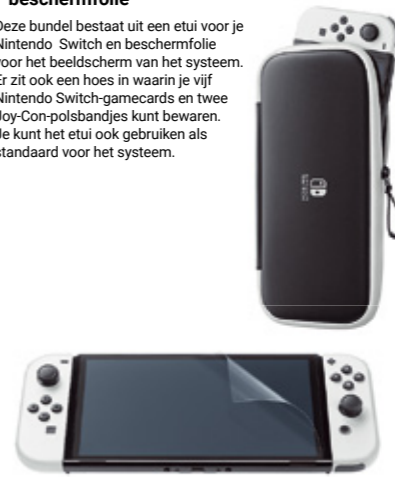 beschermfolie
Deze bundel bestaat uit een etui voor je
Nintendo Switch en beschermfolie
voor het beeldscherm van het systeem.
Er zit ook een hoes in waarin je vijf
Nintendo Switch-gamecards en twee
Joy-Con-polsbandjes kunt bewaren.
Je kunt het etui ook gebruiken als
standaard voor het systeem.